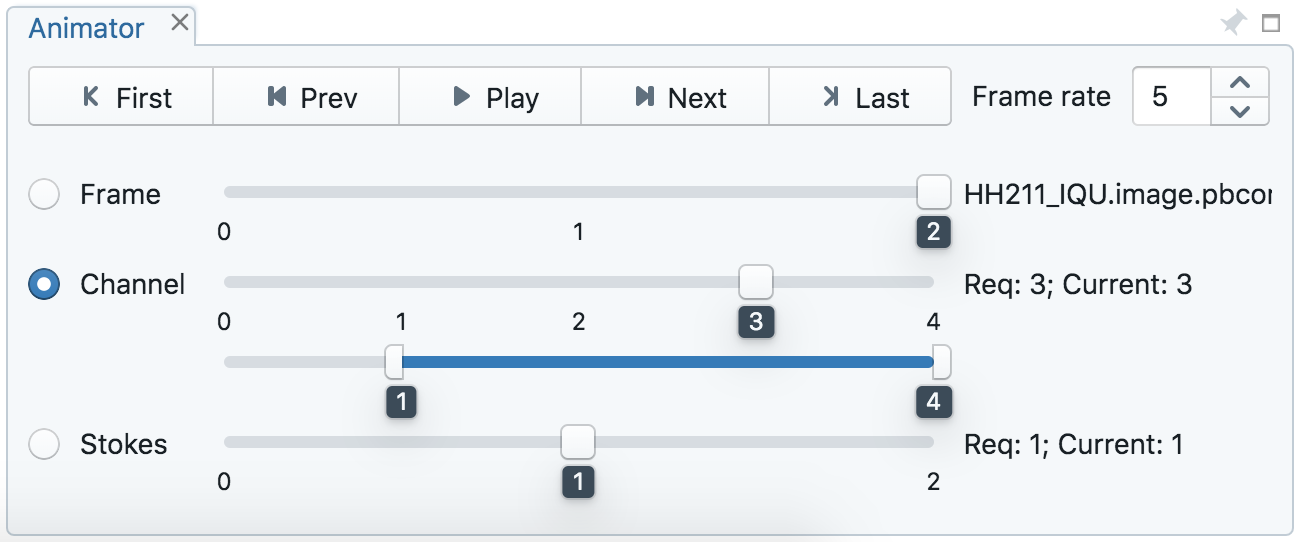 Animator
First Prev Play Next Last Frame rate 5
Frame HH211_IQU.image.pbcor
0 1 2
Channel Req: 3; Current: 3
0 1 2 3 4
1 4
Stokes Req: 1; Current: 1
0 1 2